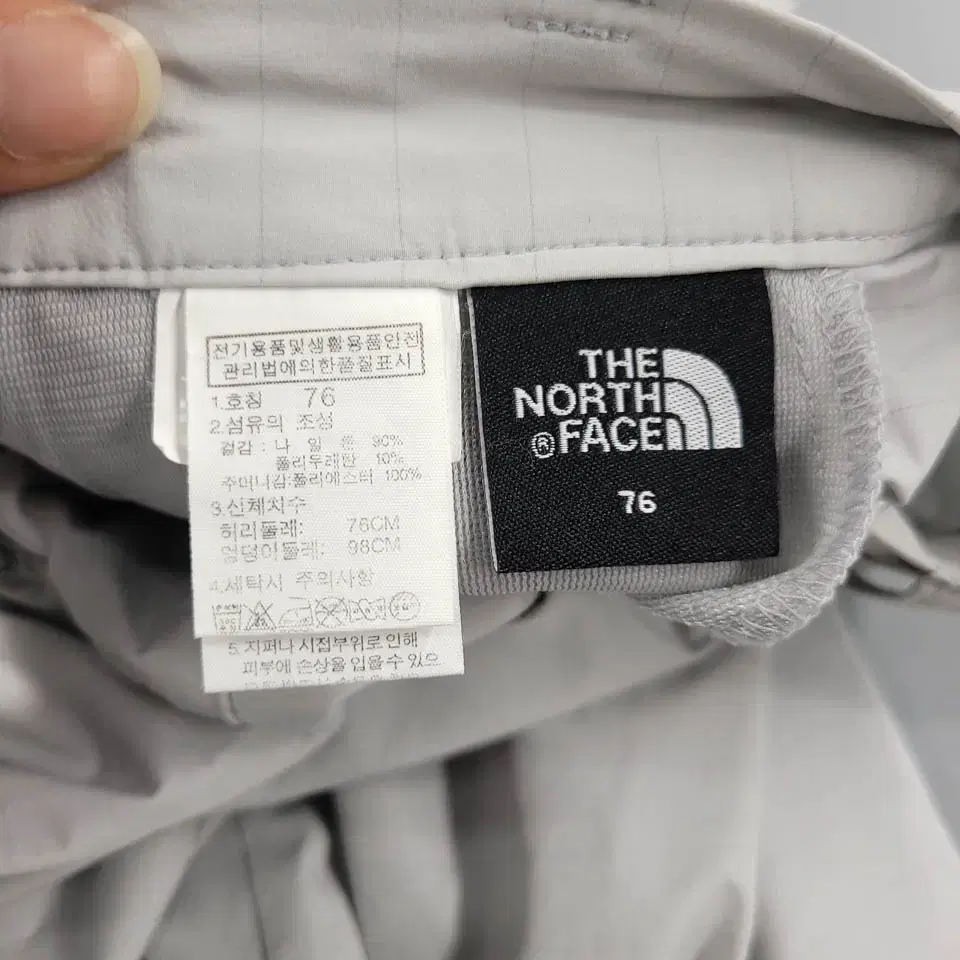 전기용품및생활용품안전
관리법에의한품질표시
1.호칭 76
2.섬유의 조성
겉감 : 나 일 론 90%
폴리우레탄 10%
주머니감:폴리에스터 100%
3.신체치수
허리둘레: 76CM
엉덩이둘레: 98CM
4.세탁시 주의사항
5. 지퍼나 시접부위로 인해
피부에 손상을 입을 수 있으
THE
NORTH
® FACE
76